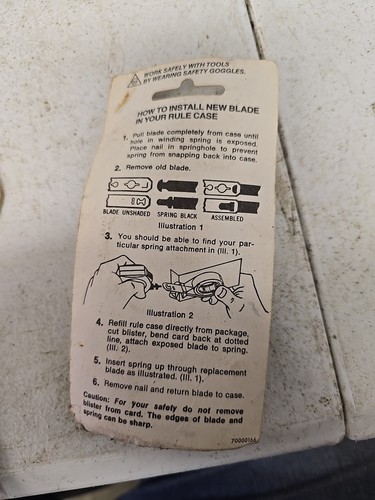 WORK SAFELY WITH TOOLS
BY WEARING SAFETY GOGGLES.
HOW TO INSTALL NEW BLADE
IN YOUR RULE CASE
1. Pull blade completely from case until
hole in winding spring is exposed.
Place nail in springhole to prevent
spring from snapping back into case.
2. Remove old blade.
BLADE UNSHADED SPRING BLACK ASSEMBLED
Illustration 1
3. You should be able to find your par-
ticular spring attachment in (Ill. 1).
Illustration 2
4. Refill rule case directly from package,
cut blister, bend card back at dotted
line, attach exposed blade to spring.
(Ill. 2).
5. Insert spring up through replacement
blade as illustrated. (Ill. 1).
6. Remove nail and return blade to case.
Caution: For your safety do not remove
blister from card. The edges of blade and
spring can be sharp.